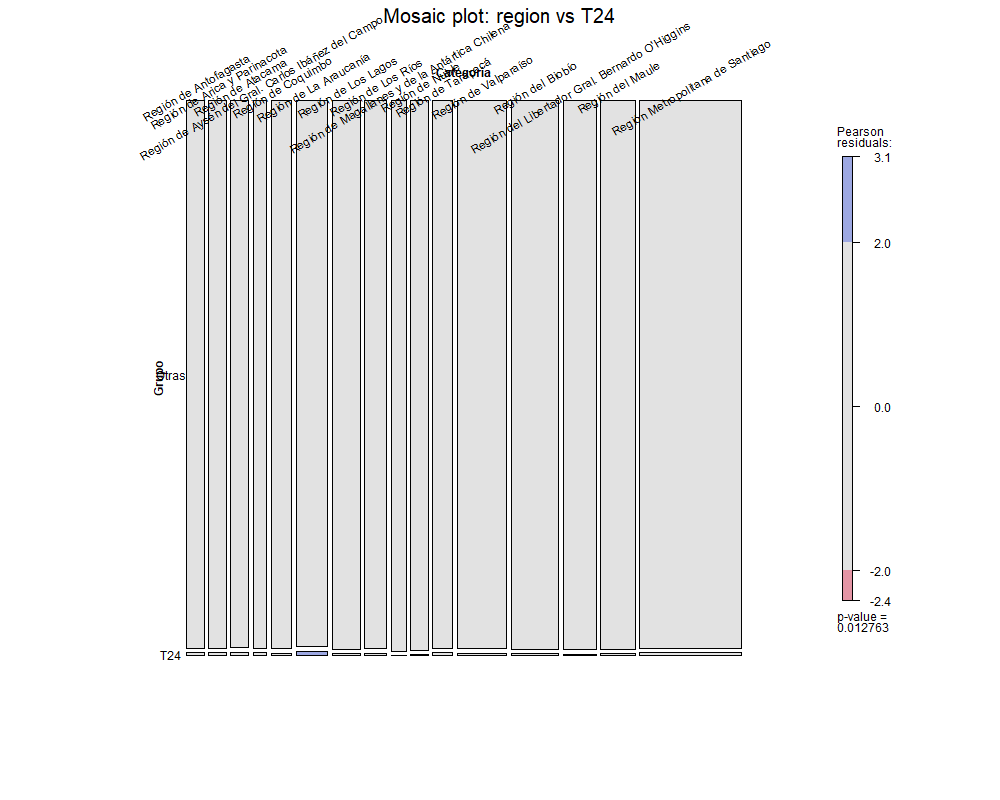 Mosaic plot: region vs T24
Categoria
Región de Antofagasta
Región de Arica y Parinacota
Región de Atacama
Región de Aysén del Gral. Carlos Ibáñez del Campo
Región de Coquimbo
Región de La Araucanía
Región de Los Lagos
Región de Los Ríos
Región de Magallanes y de la Antártica Chilena
Región de Ñuble
Región de Tarapacá
Región de Valparaíso
Región del Biobío
Región del Libertador Gral. Bernardo O'Higgins
Región del Maule
Región Metropolitana de Santiago
Pearson
residuals:
3.1
2.0
0.0
-2.0
-2.4
p-value =
0.012763
Grupo
Otras
T24